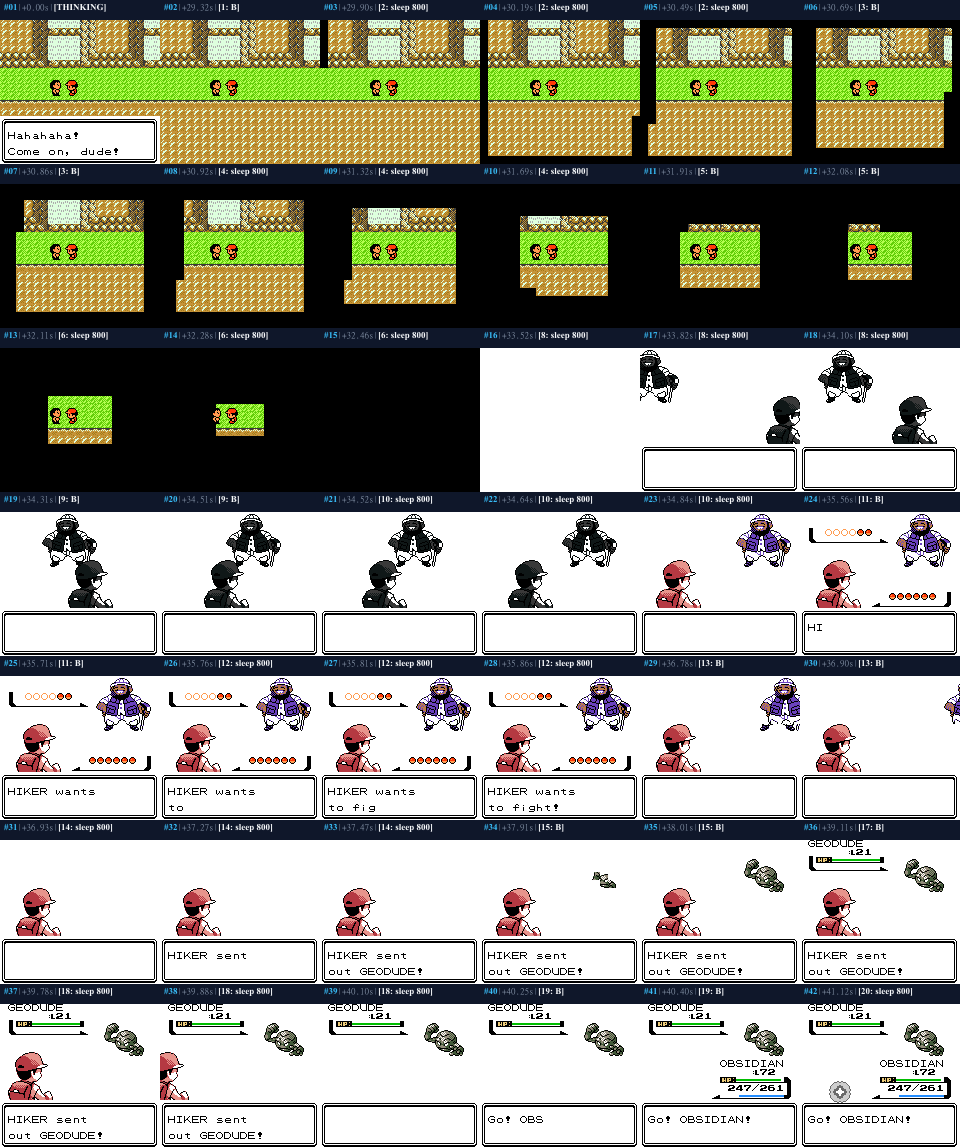 #01|+0.00s|[THINKING]
#02|+29.32s|[1: B]
#03|+29.90s|[2: sleep 800]
#04|+30.19s|[2: sleep 800]
#05|+30.49s|[2: sleep 800]
#06|+30.69s|[3: B]
Hahahaha!
Come on, dude!
#07|+30.86s|[3: B]
#08|+30.92s|[4: sleep 800]
#09|+31.32s|[4: sleep 800]
#10|+31.69s|[4: sleep 800]
#11|+31.91s|[5: B]
#12|+32.08s|[5: B]
#13|+32.11s|[6: sleep 800]
#14|+32.28s|[6: sleep 800]
#15|+32.46s|[6: sleep 800]
#16|+33.52s|[8: sleep 800]
#17|+33.82s|[8: sleep 800]
#18|+34.10s|[8: sleep 800]
#19|+34.31s|[9: B]
#20|+34.51s|[9: B]
#21|+34.52s|[10: sleep 800]
#22|+34.64s|[10: sleep 800]
#23|+34.84s|[10: sleep 800]
#24|+35.56s|[11: B]
HI
#25|+35.71s|[11: B]
#26|+35.76s|[12: sleep 800]
#27|+35.81s|[12: sleep 800]
#28|+35.86s|[12: sleep 800]
#29|+36.78s|[13: B]
#30|+36.90s|[13: B]
HIKER wants
HIKER wants
to
HIKER wants
to fig
HIKER wants
to fight!
#31|+36.93s|[14: sleep 800]
#32|+37.27s|[14: sleep 800]
#33|+37.47s|[14: sleep 800]
#34|+37.91s|[15: B]
#35|+38.01s|[15: B]
#36|+39.11s|[17: B]
HIKER sent
HIKER sent
out GEODUDE!
HIKER sent
out GEODUDE!
HIKER sent
out GEODUDE!
GEODUDE
:L21
HP:
HIKER sent
out GEODUDE!
#37|+39.78s|[18: sleep 800]
#38|+39.88s|[18: sleep 800]
#39|+40.10s|[18: sleep 800]
#40|+40.25s|[19: B]
#41|+40.40s|[19: B]
#42|+41.12s|[20: sleep 800]
GEODUDE
:L21
HP:
HIKER sent
out GEODUDE!
GEODUDE
:L21
HP:
HIKER sent
out GEODUDE!
GEODUDE
:L21
HP:
GEODUDE
:L21
HP:
Go! OBS
GEODUDE
:L21
HP:
OBSIDIAN
:L72
HP:
247/261
Go! OBSIDIAN!
GEODUDE
:L21
HP:
OBSIDIAN
:L72
HP:
247/261
Go! OBSIDIAN!